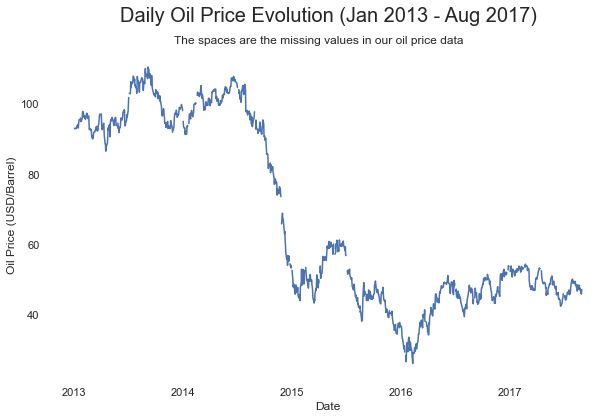 Daily Oil Price Evolution (Jan 2013 - Aug 2017)
The spaces are the missing values in our oil price data
Oil Price (USD/Barrel)
100
80
60
40
2013 2014 2015 2016 2017
Date